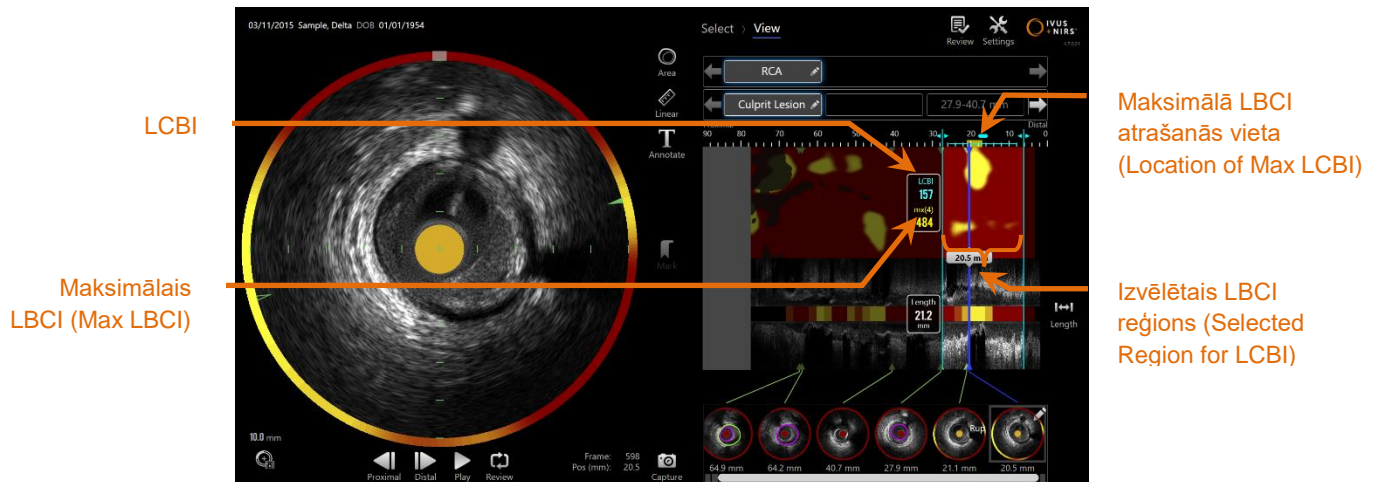 03/11/2015 Sample, Delta DOB 01/01/1954
Select > View
Review
Settings
IVUS
+NIRS
Area
Linear
T
Annotate
Mark
RCA
Culprit Lesion
27.9-40.7 mm
Proximal
Distal
90 80 70 60 50 40 30 20 10 0
LCBI
157
mx(4)
484
20.5 mm
Length
21.2
mm
Length
LCBI
Maksimālais
LBCI (Max LBCI)
Maksimālā LBCI
atrašanās vieta
(Location of Max LCBI)
Izvēlētais LBCI
reģions (Selected
Region for LCBI)
10.0 mm
Proximal
Distal
Play
Review
Frame: 598
Pos (mm): 20.5
Capture
Rup
64.9 mm
64.2 mm
40.7 mm
27.9 mm
21.1 mm
20.5 mm